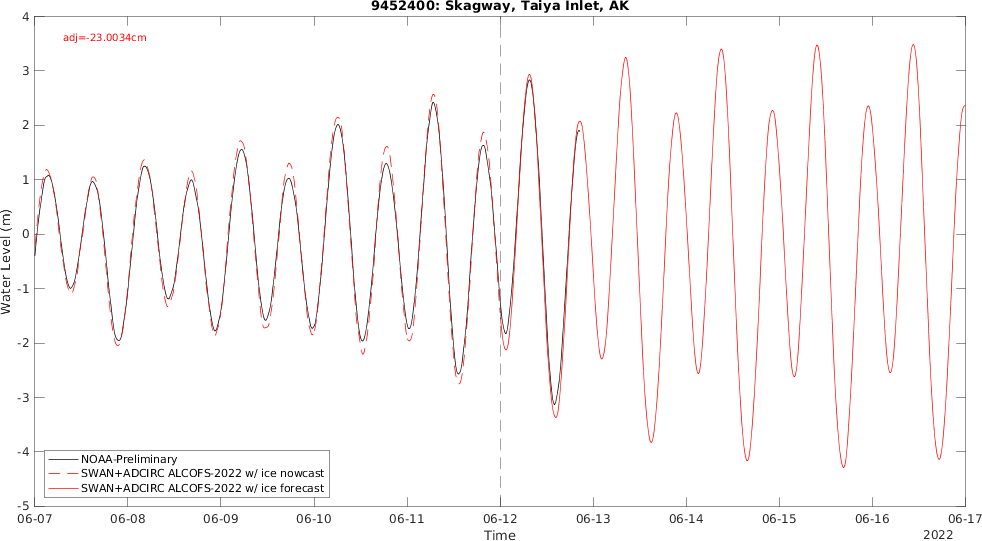 9452400: Skagway, Taiya Inlet, AK
adj=-23.0034cm
4
3
2
1
0
-1
-2
-3
-4
-5
Water Level (m)
NOAA-Preliminary
SWAN+ADCIRC ALCOFS-2022 w/ ice nowcast
SWAN+ADCIRC ALCOFS-2022 w/ ice forecast
06-07 06-08 06-09 06-10 06-11 06-12 06-13 06-14 06-15 06-16 06-17
Time
2022